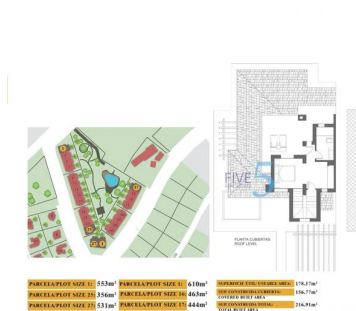 FIVE 5
PLANTA CUBIERTAS
ROOF LEVEL
PARCELA/PLOT SIZE 1: 553m² PARCELA/PLOT SIZE 1: 610m²
PARCELA/PLOT SIZE 25: 356m² PARCELA/PLOT SIZE 16: 463m²
PARCELA/PLOT SIZE 27: 531m² PARCELA/PLOT SIZE 17: 444m²
SUPERFICIE ÚTIL/USEABLE AREA: 178.17m²
SUP. CONSTRUIDA CUBIERTA: 156.77m²
COVERED BUILT AREA
SUP. CONSTRUIDA TOTAL: 216.91m²
TOTAL BUILT AREA